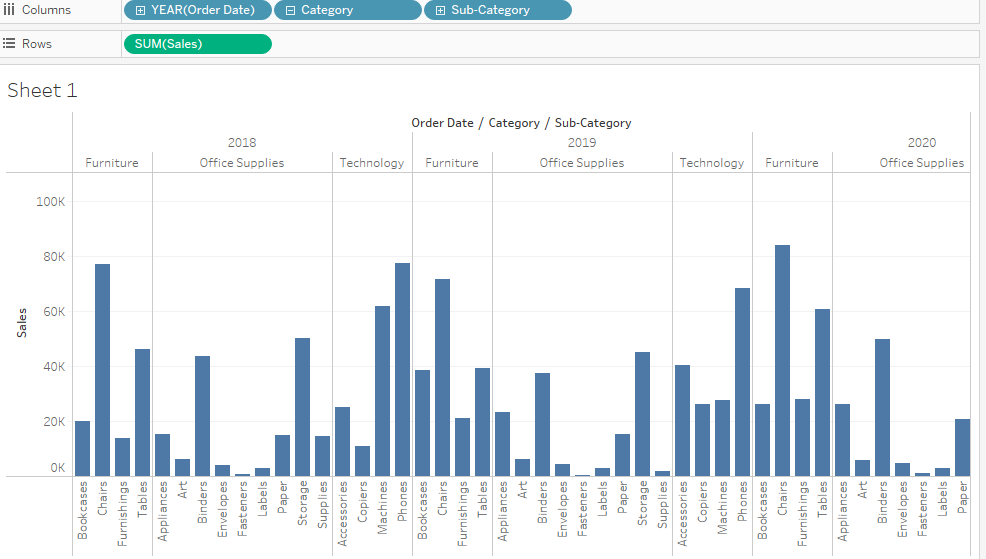 Columns YEAR(Order Date) Category Sub-Category
Rows SUM(Sales)
Sheet 1
Order Date / Category / Sub-Category
2018 2019 2020
Furniture Office Supplies Technology Furniture Office Supplies Technology Furniture Office Supplies
100K
80K
60K
40K
20K
0K
Sales
Bookcases Chairs Furnishings Tables Appliances Art Binders Envelopes Fasteners Labels Paper Storage Supplies Accessories Copiers Machines Phones Bookcases Chairs Furnishings Tables Appliances Art Binders Envelopes Fasteners Labels Paper Storage Supplies Accessories Copiers Machines Phones Bookcases Chairs Furnishings Tables Appliances Art Binders Envelopes Fasteners Labels Paper